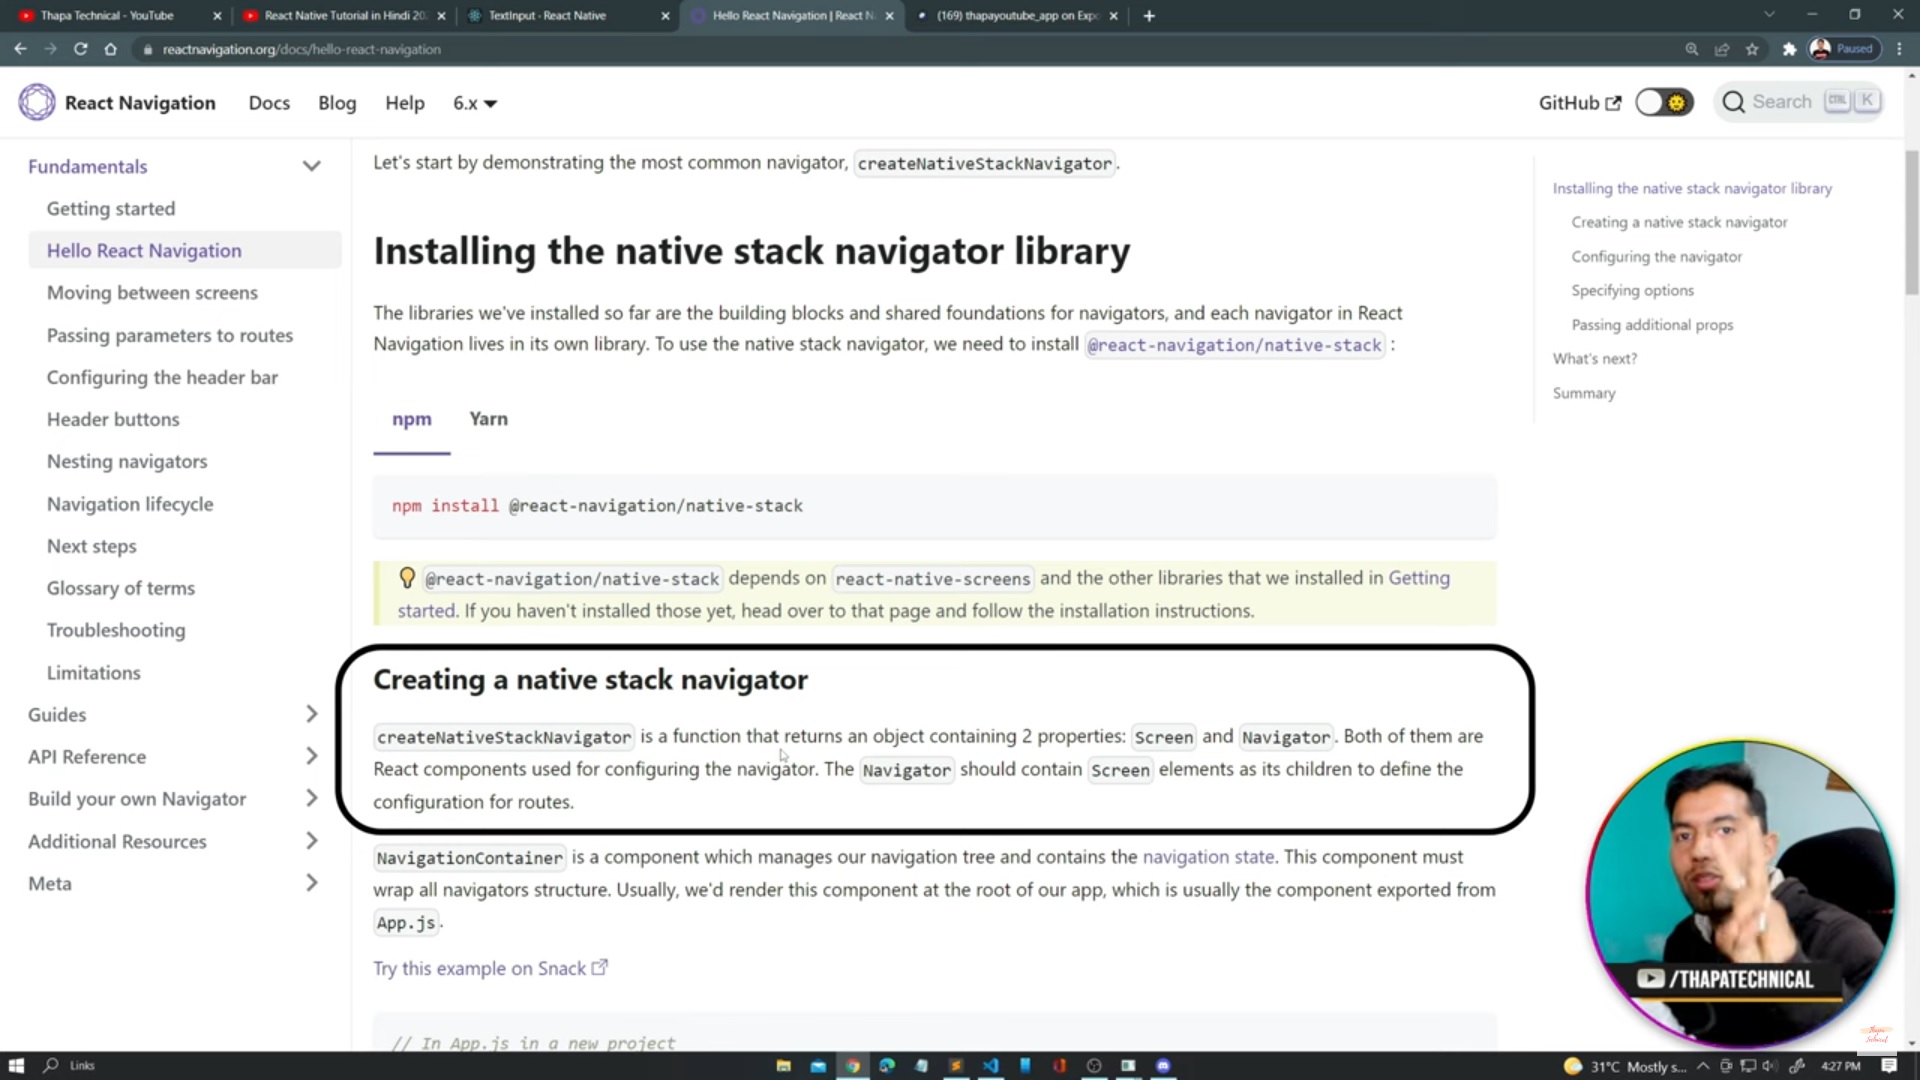 Thapa Technical - YouTube
React Native Tutorial in Hindi 20
TextInput · React Native
Hello React Navigation | React N
(169) thapayoutube_app on Exp
reactnavigation.org/docs/hello-react-navigation
Paused
React Navigation
Docs
Blog
Help
6.x
GitHub
Search
CTRL
K
Fundamentals
Getting started
Hello React Navigation
Moving between screens
Passing parameters to routes
Configuring the header bar
Header buttons
Nesting navigators
Navigation lifecycle
Next steps
Glossary of terms
Troubleshooting
Limitations
Guides
API Reference
Build your own Navigator
Additional Resources
Meta
Let's start by demonstrating the most common navigator, createNativeStackNavigator.
Installing the native stack navigator library
The libraries we've installed so far are the building blocks and shared foundations for navigators, and each navigator in React
Navigation lives in its own library. To use the native stack navigator, we need to install @react-navigation/native-stack :
npm
Yarn
npm install @react-navigation/native-stack
@react-navigation/native-stack depends on react-native-screens and the other libraries that we installed in Getting
started. If you haven't installed those yet, head over to that page and follow the installation instructions.
Creating a native stack navigator
createNativeStackNavigator is a function that returns an object containing 2 properties: Screen and Navigator. Both of them are
React components used for configuring the navigator. The Navigator should contain Screen elements as its children to define the
configuration for routes.
NavigationContainer is a component which manages our navigation tree and contains the navigation state. This component must
wrap all navigators structure. Usually, we'd render this component at the root of our app, which is usually the component exported from
App.js.
Try this example on Snack
// In App.js in a new project
Installing the native stack navigator library
Creating a native stack navigator
Configuring the navigator
Specifying options
Passing additional props
What's next?
Summary
/THAPATECHNICAL
Links
31°C Mostly s...
4:27 PM